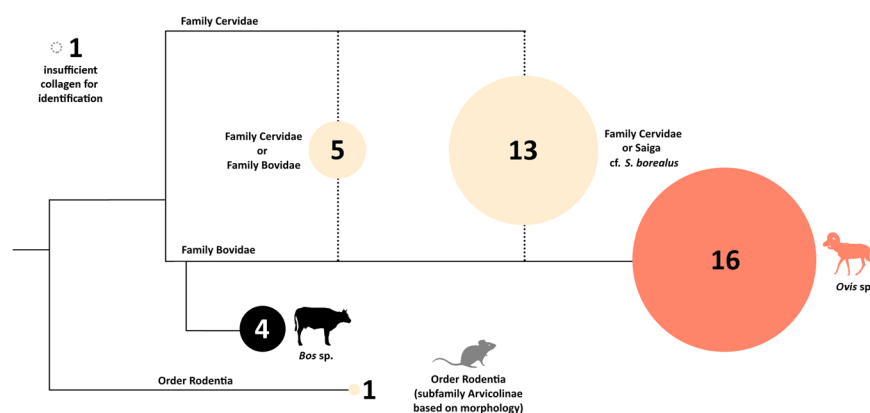 Family Cervidae
1
insufficient
collagen for
identification
Family Cervidae
or
Family Bovidae
5
13
Family Cervidae
or Saiga
cf. S. borealus
Family Bovidae
16
Ovis sp
4
Bos sp.
Order Rodentia
1
Order Rodentia
(subfamily Arvicolinae
based on morphology)